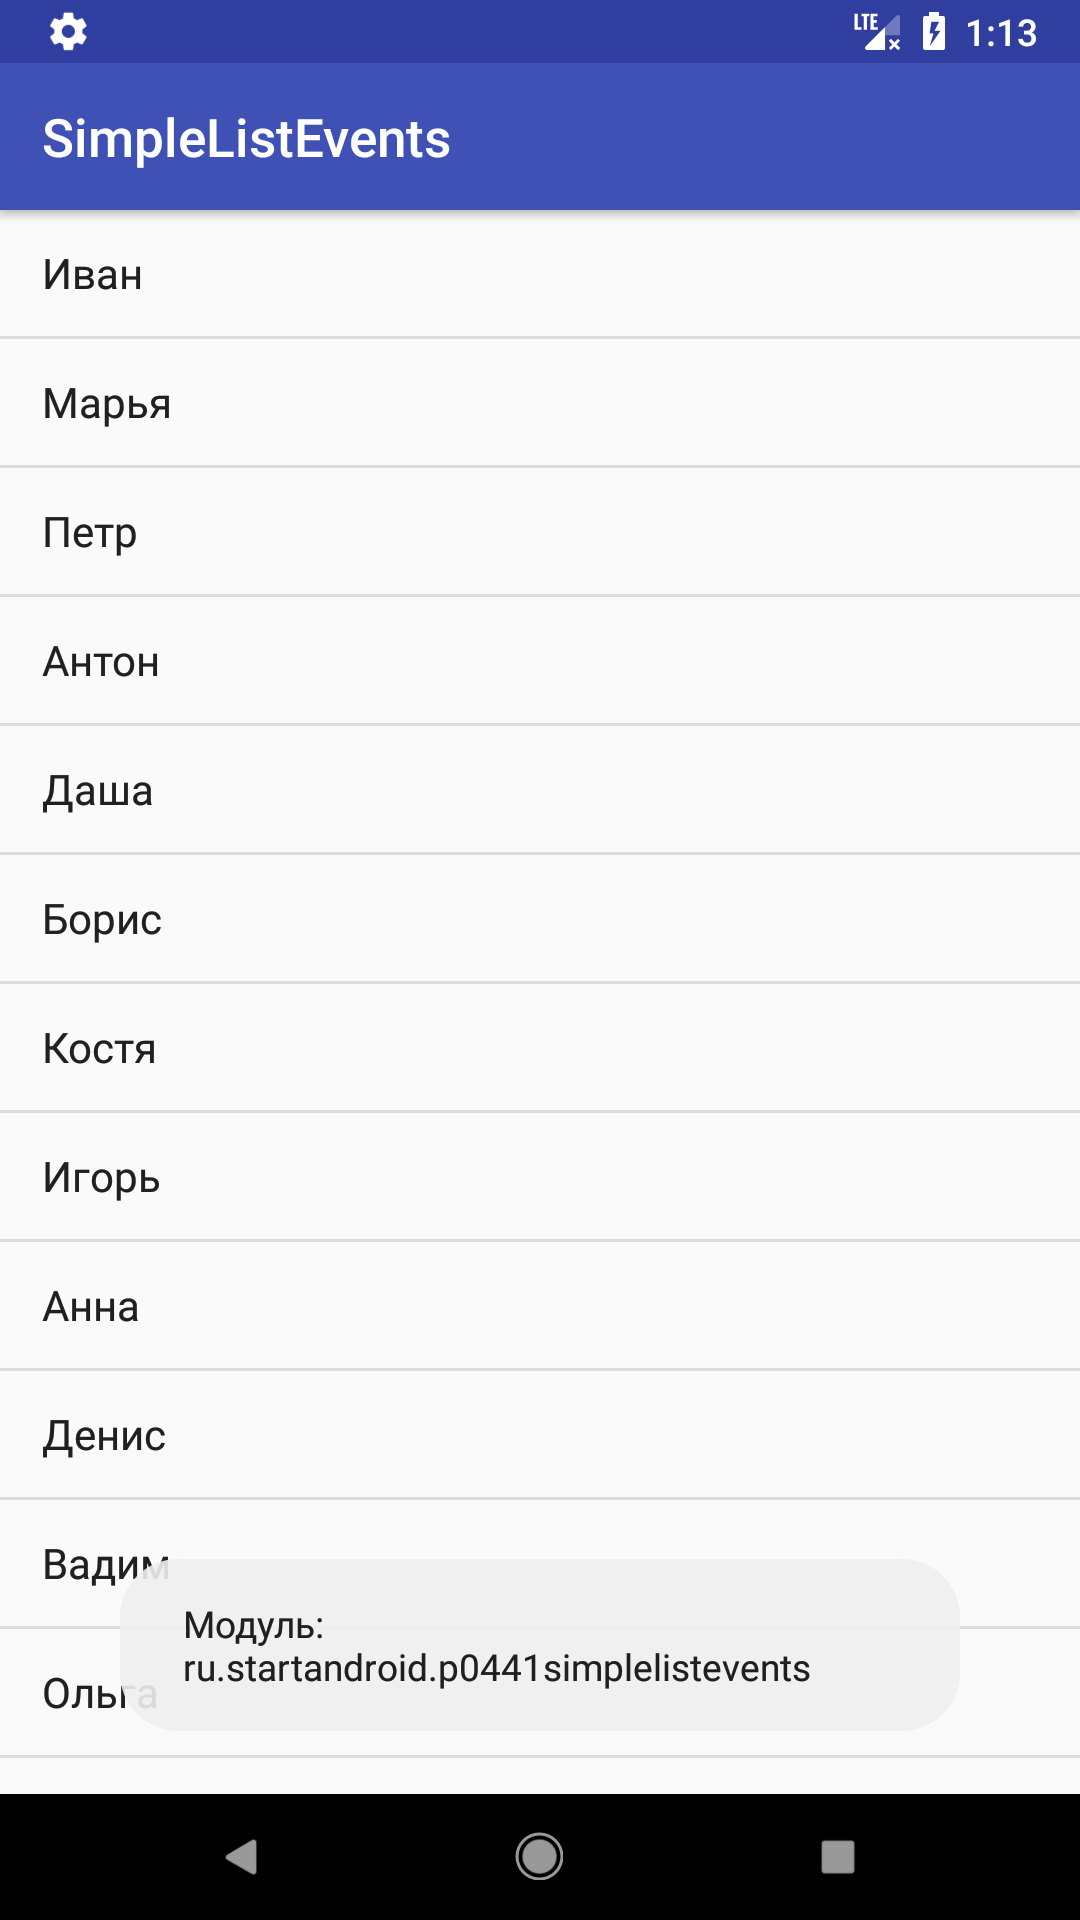 LTE 1:13
SimpleListEvents
Иван
Марья
Петр
Антон
Даша
Борис
Костя
Игорь
Анна
Денис
Вадим
Ольга
Модуль:
ru.startandroid.p0441simplelistevents